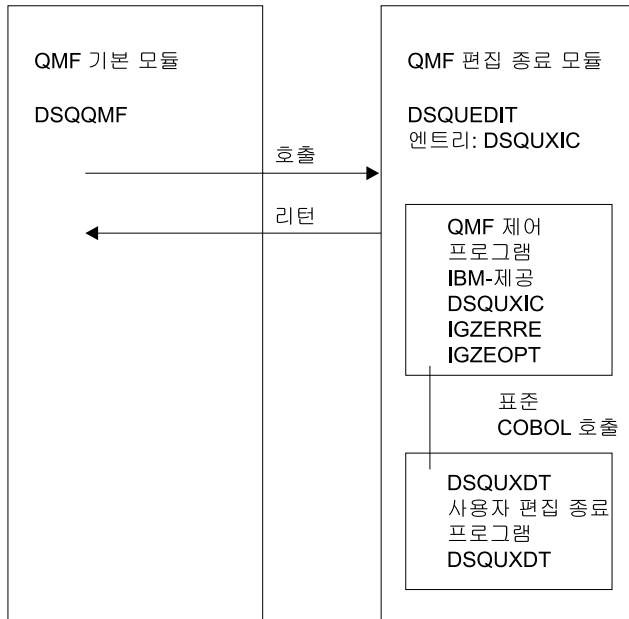 QMF 기본 모듈
DSQQMF
호출
리턴
QMF 편집 종료 모듈
DSQUEDIT
엔트리: DSQUXIC
QMF 제어
프로그램
IBM-제공
DSQUXIC
IGZERRE
IGZEOPT
표준
COBOL 호출
DSQUXDT
사용자 편집 종료
프로그램
DSQUXDT